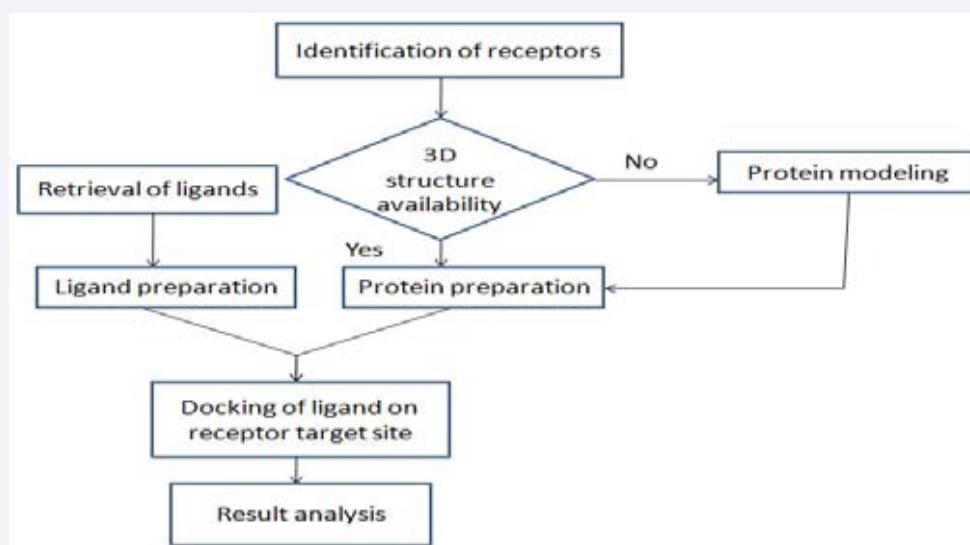 Identification of receptors
3D
structure
availability
No
Protein modeling
Retrieval of ligands
Yes
Ligand preparation
Protein preparation
Docking of ligand on
receptor target site
Result analysis